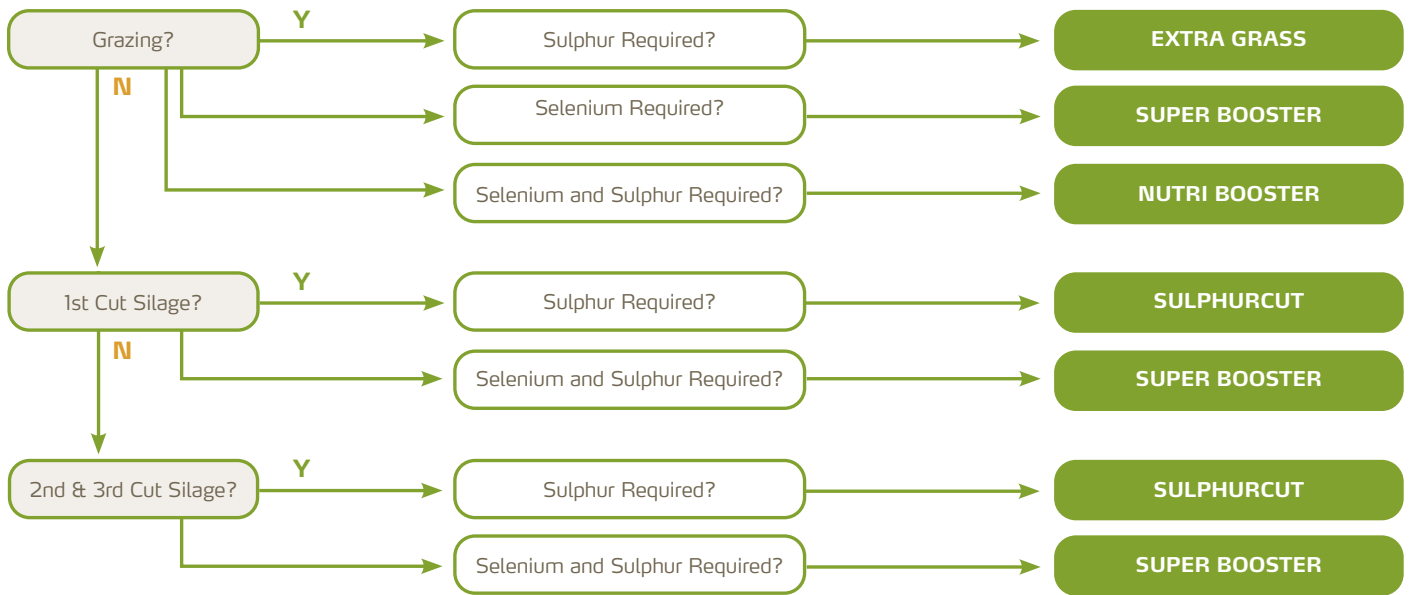 Grazing?
Y
Sulphur Required?
EXTRA GRASS
N
Selenium Required?
SUPER BOOSTER
Selenium and Sulphur Required?
NUTRI BOOSTER
1st Cut Silage?
Y
Sulphur Required?
SULPHURCUT
N
Selenium and Sulphur Required?
SUPER BOOSTER
2nd & 3rd Cut Silage?
Y
Sulphur Required?
SULPHURCUT
Selenium and Sulphur Required?
SUPER BOOSTER